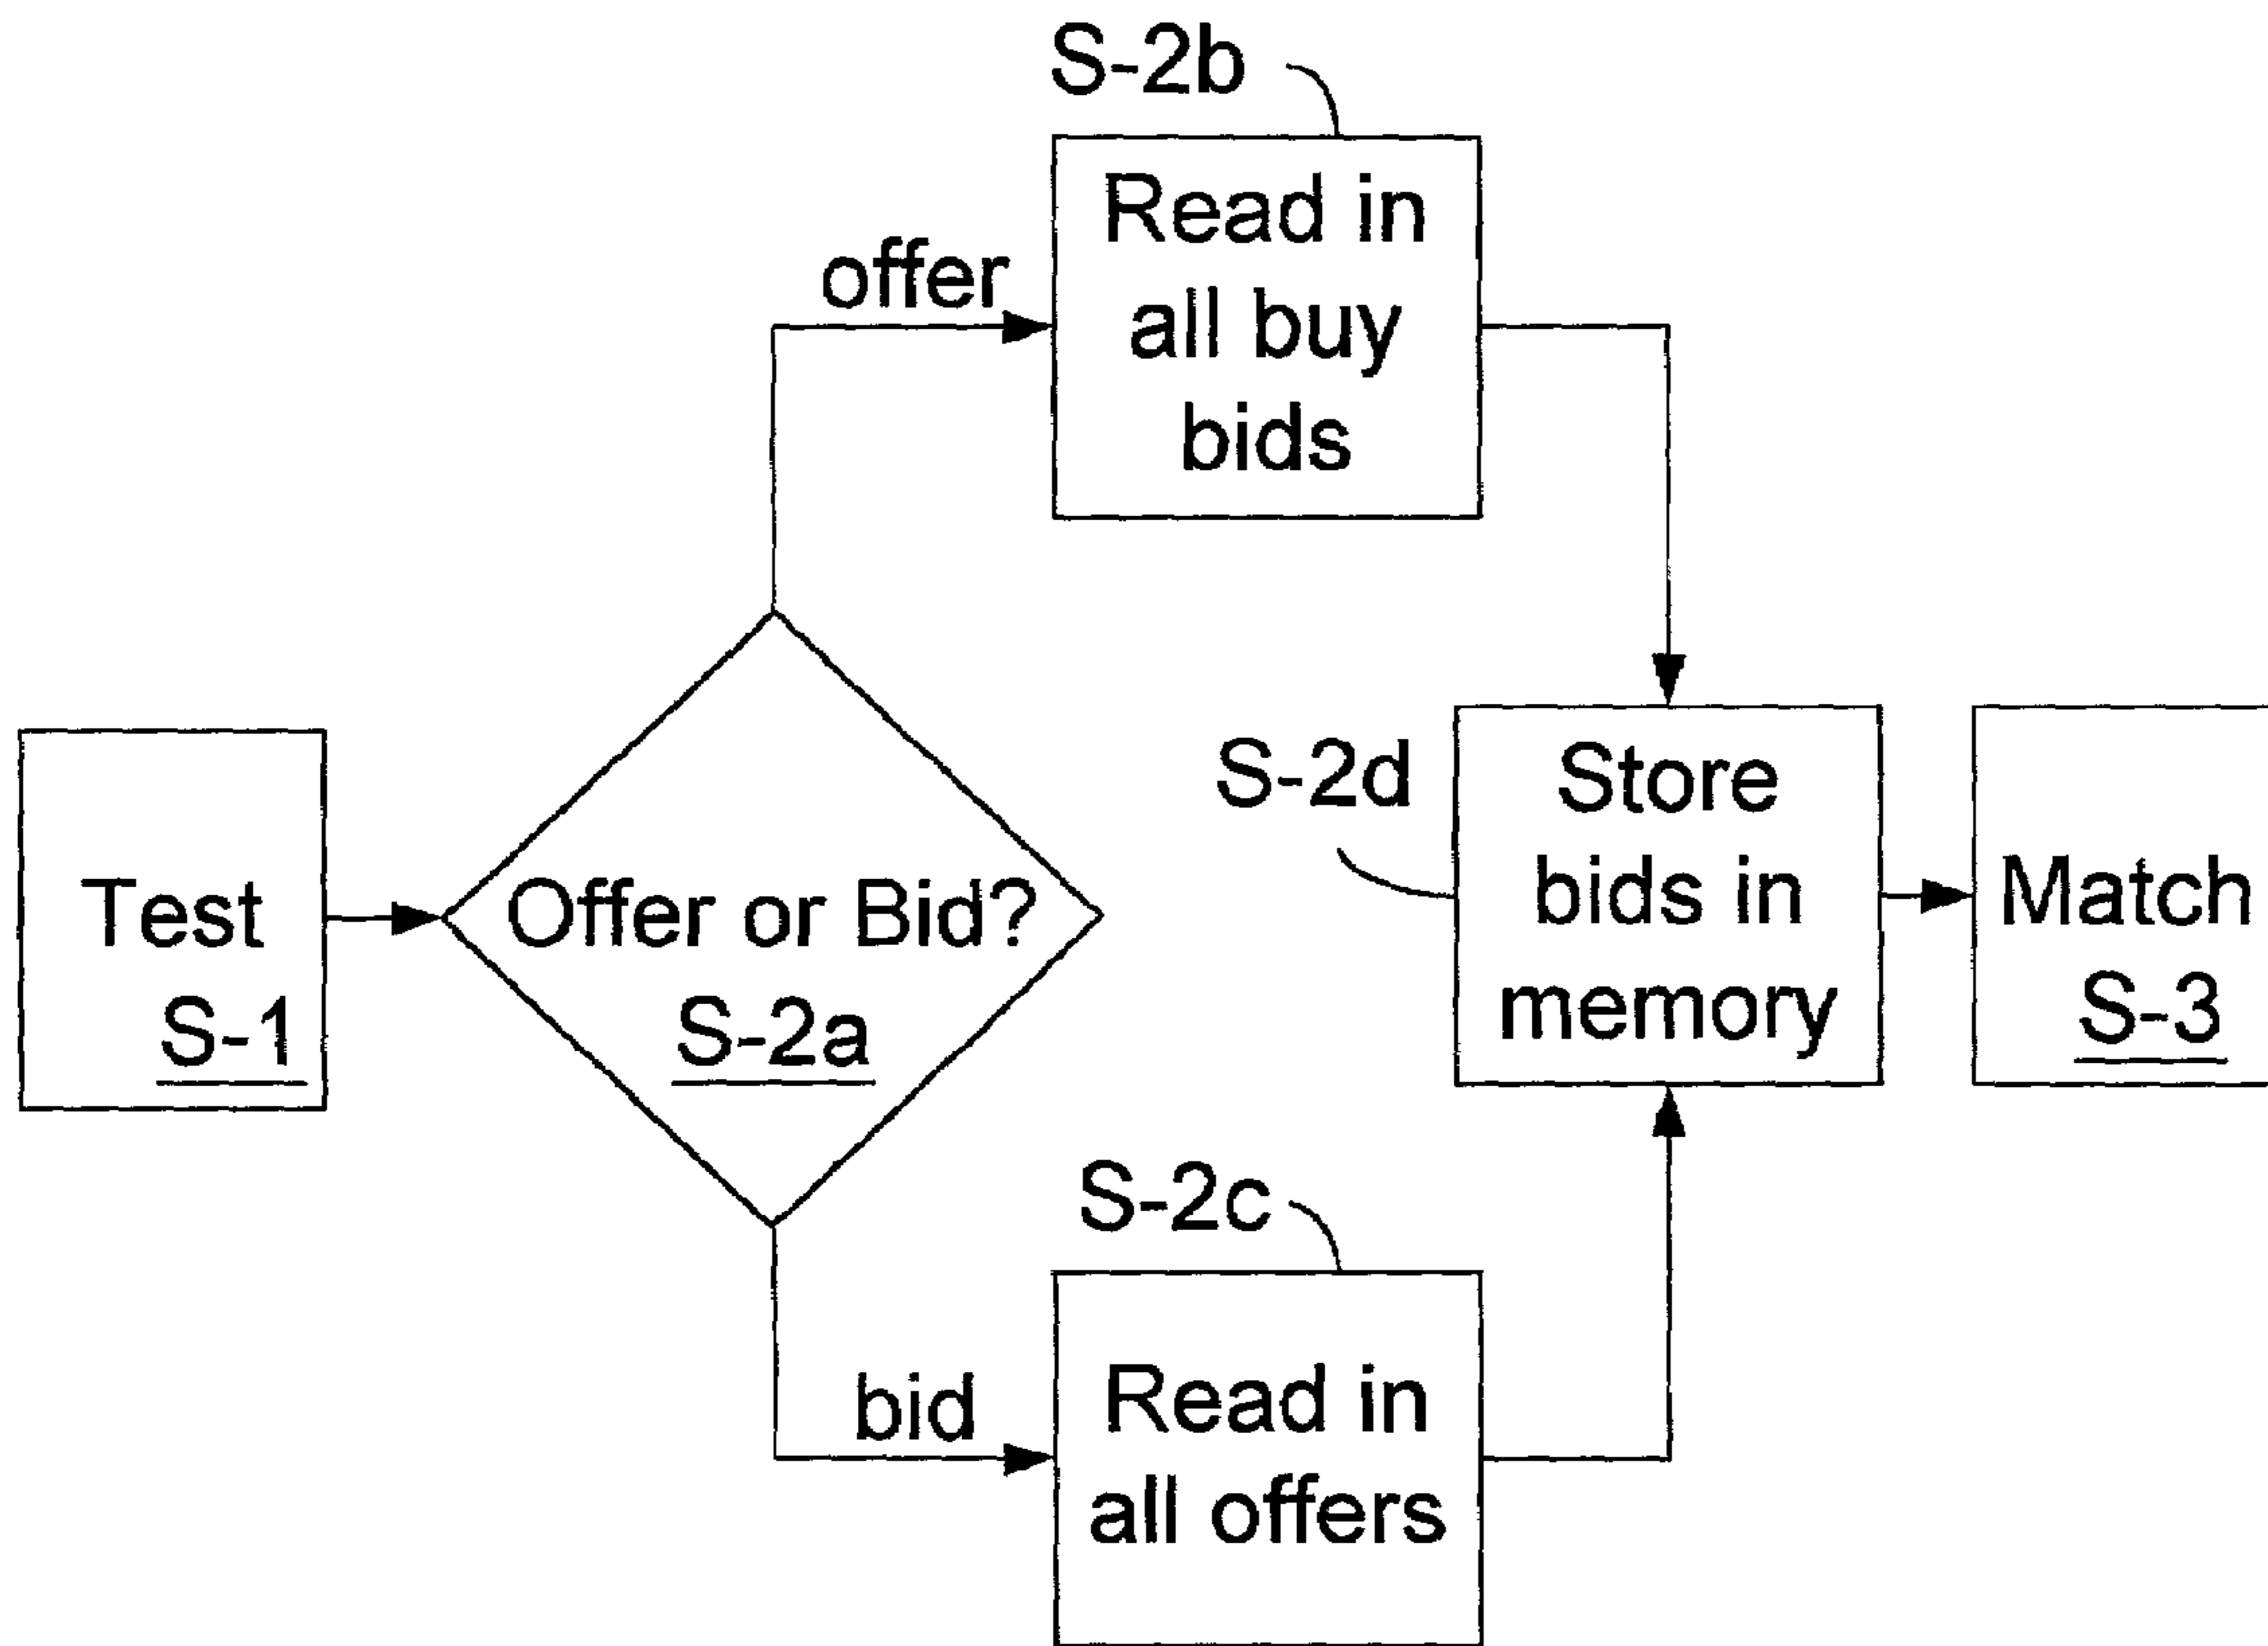 S-2b
Read in
all buy
bids
offer
Test
S-1
Offer or Bid?
S-2a
S-2d
Store
bids in
memory
Match
S-3
S-2c
bid
Read in
all offers